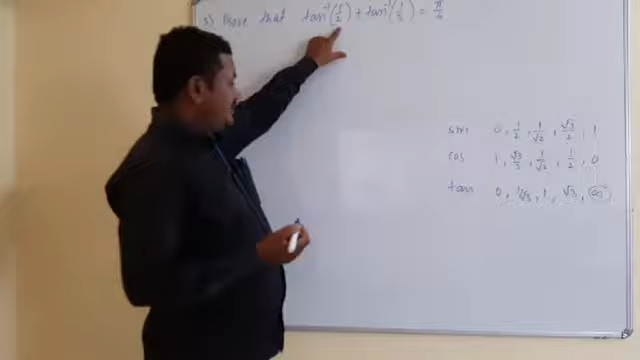 Prove that tan⁻¹(1/2) + tan⁻¹(1/3) = π/4
sin 0, 1/2, 1/√2, √3/2, 1
cos 1, √3/2, 1/√2, 1/2, 0
tan 0, 1/√3, 1, √3, ∞